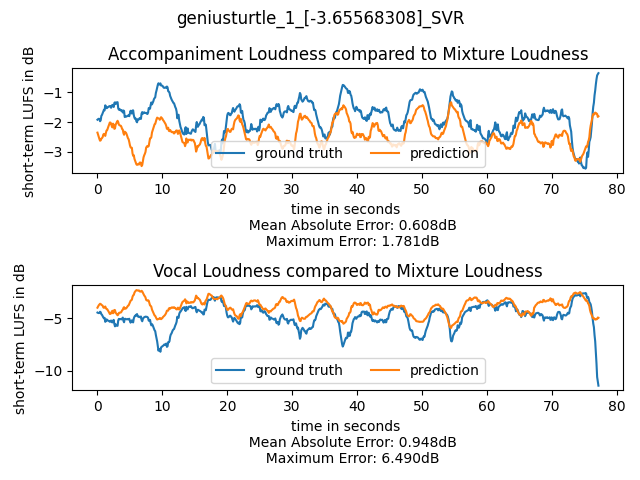 geniusturtle_1_[-3.65568308]_SVR
Accompaniment Loudness compared to Mixture Loudness
short-term LUFS in dB
−1
−2
−3
ground truth prediction
0 10 20 30 40 50 60 70 80
time in seconds
Mean Absolute Error: 0.608dB
Maximum Error: 1.781dB
Vocal Loudness compared to Mixture Loudness
short-term LUFS in dB
−5
−10
ground truth prediction
0 10 20 30 40 50 60 70 80
time in seconds
Mean Absolute Error: 0.948dB
Maximum Error: 6.490dB